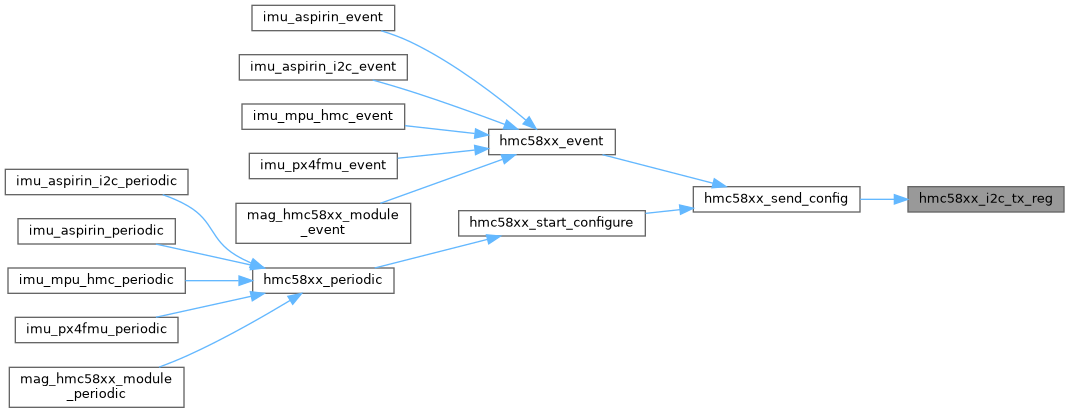 imu_aspirin_event
imu_aspirin_i2c_event
imu_mpu_hmc_event
hmc58xx_event
imu_px4fmu_event
imu_aspirin_i2c_periodic
hmc58xx_send_config
hmc58xx_i2c_tx_reg
mag_hmc58xx_module
_event
hmc58xx_start_configure
imu_aspirin_periodic
imu_mpu_hmc_periodic
hmc58xx_periodic
imu_px4fmu_periodic
mag_hmc58xx_module
_periodic